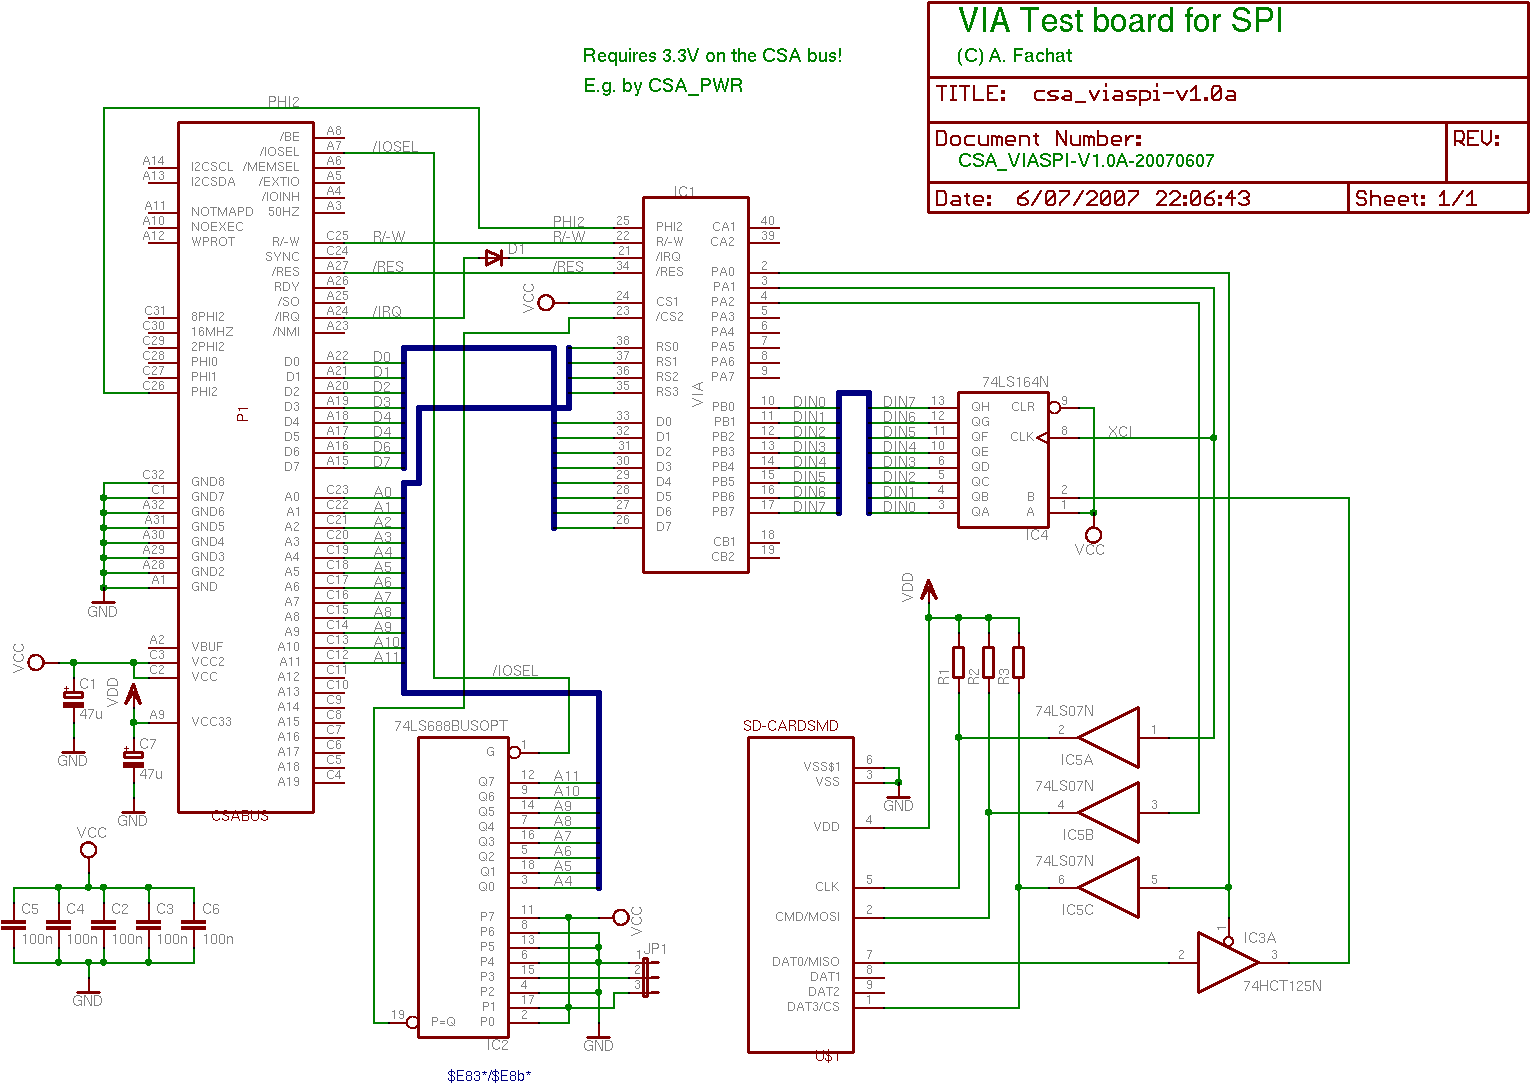 VIA Test board for SPI
(C) A. Fachat
TITLE: csa_viaspi-v1.0a
Document Number:
CSA_VIASPI-V1.0A-20070607
REV:
Date: 6/07/2007 22:06:43
Sheet: 1/1
Requires 3.3V on the CSA bus!
E.g. by CSA_PWR
PHI2
A14 I2CSCL
A13 I2CSDA
A11 NOTMAPD
A10 NOEXEC
A12 WPROT
C31 8PHI2
C30 16MHZ
C29 2PHI2
C28 PHI0
C27 PHI1
C26 PHI2
C32 GND8
C1 GND7
A32 GND6
A31 GND5
A30 GND4
A29 GND3
A28 GND2
A1 GND
GND
A2 VBUF
C3 VCC2
C2 VCC
A9 VCC33
P1
/BE A8
/IOSEL A7 /IOSEL
/MEMSEL A6
/EXTIO A5
/IOINH A4
50HZ A3
R/-W C25 R/-W
SYNC C24
/RES A27 /RES
RDY A26
/SO A25
/IRQ A24 /IRQ
/NMI A23
D0 A22 D0
D1 A21 D1
D2 A20 D2
D3 A19 D3
D4 A18 D4
D5 A17 D4
D6 A16 D6
D7 A15 D7
A0 C23 A0
A1 C22 A1
A2 C21 A2
A3 C20 A3
A4 C19 A4
A5 C18 A5
A6 C17 A6
A7 C16 A7
A8 C15 A8
A9 C14 A9
A10 C13 A10
A11 C12 A11
A12 C11
A13 C10
A14 C9
A15 C8
A16 C7
A17 C6
A18 C5
A19 C4
CSABUS
VCC
+ C1
47u
GND
VDD
+ C7
47u
GND
VCC
C5 C4 C2 C3 C6
100n 100n 100n 100n 100n
GND
IC1
PHI2 25 PHI2
R/-W 22 R/-W
D1 21 /IRQ
/RES 34 /RES
VCC 24 CS1
23 /CS2
38 RS0
37 RS1
36 RS2
35 RS3
VIA
33 D0
32 D1
31 D2
30 D3
29 D4
28 D5
27 D6
26 D7
CA1 40
CA2 39
PA0 2
PA1 3
PA2 4
PA3 5
PA4 6
PA5 7
PA6 8
PA7 9
PB0 10 DIN0
PB1 11 DIN1
PB2 12 DIN2
PB3 13 DIN3
PB4 14 DIN4
PB5 15 DIN5
PB6 16 DIN6
PB7 17 DIN7
CB1 18
CB2 19
74LS164N
DIN7 13 QH CLR 9
DIN6 12 QG
DIN5 11 QF CLK 8 XCI
DIN4 10 QE
DIN3 6 QD
DIN2 5 QC
DIN1 4 QB B 2
DIN0 3 QA A 1
IC4
VCC
/IOSEL
74LS688BUSOPT
G 1
Q7 12 A11
Q6 9 A10
Q5 14 A9
Q4 7 A8
Q3 16 A7
Q2 5 A6
Q1 18 A5
Q0 3 A4
P7 11
P6 8
P5 13
P4 6
P3 15
P2 4
P1 17
P0 2
19 P=Q
IC2
VCC
JP1
1
2
3
GND
$E83*/$E8b*
VDD
R1 R2 R3
SD-CARDSMD
VSS$1 6
VSS 3
GND
VDD 4
CLK 5
CMD/MOSI 2
DAT0/MISO 7
DAT1 8
DAT2 9
DAT3/CS 1
U$1
74LS07N
2 1
IC5A
74LS07N
4 3
IC5B
74LS07N
6 5
IC5C
1 IC3A
2 3
74HCT125N